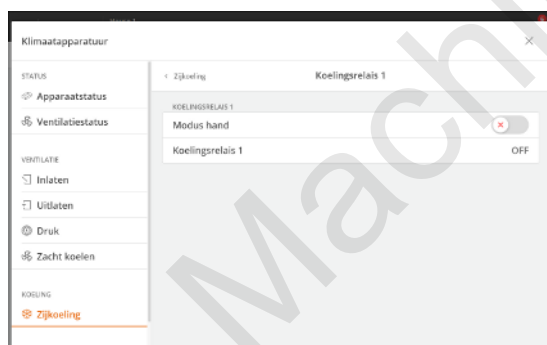 Klimaatapparatuur
STATUS
Apparaatstatus
Ventilatiestatus
VENTILATIE
Inlaten
Uitlaten
Druk
Zacht koelen
KOELING
Zijkoeling
Zijkoeling
Koelingsrelais 1
KOELINGSRELAIS 1
Modus hand
Koelingsrelais 1 OFF
Machi